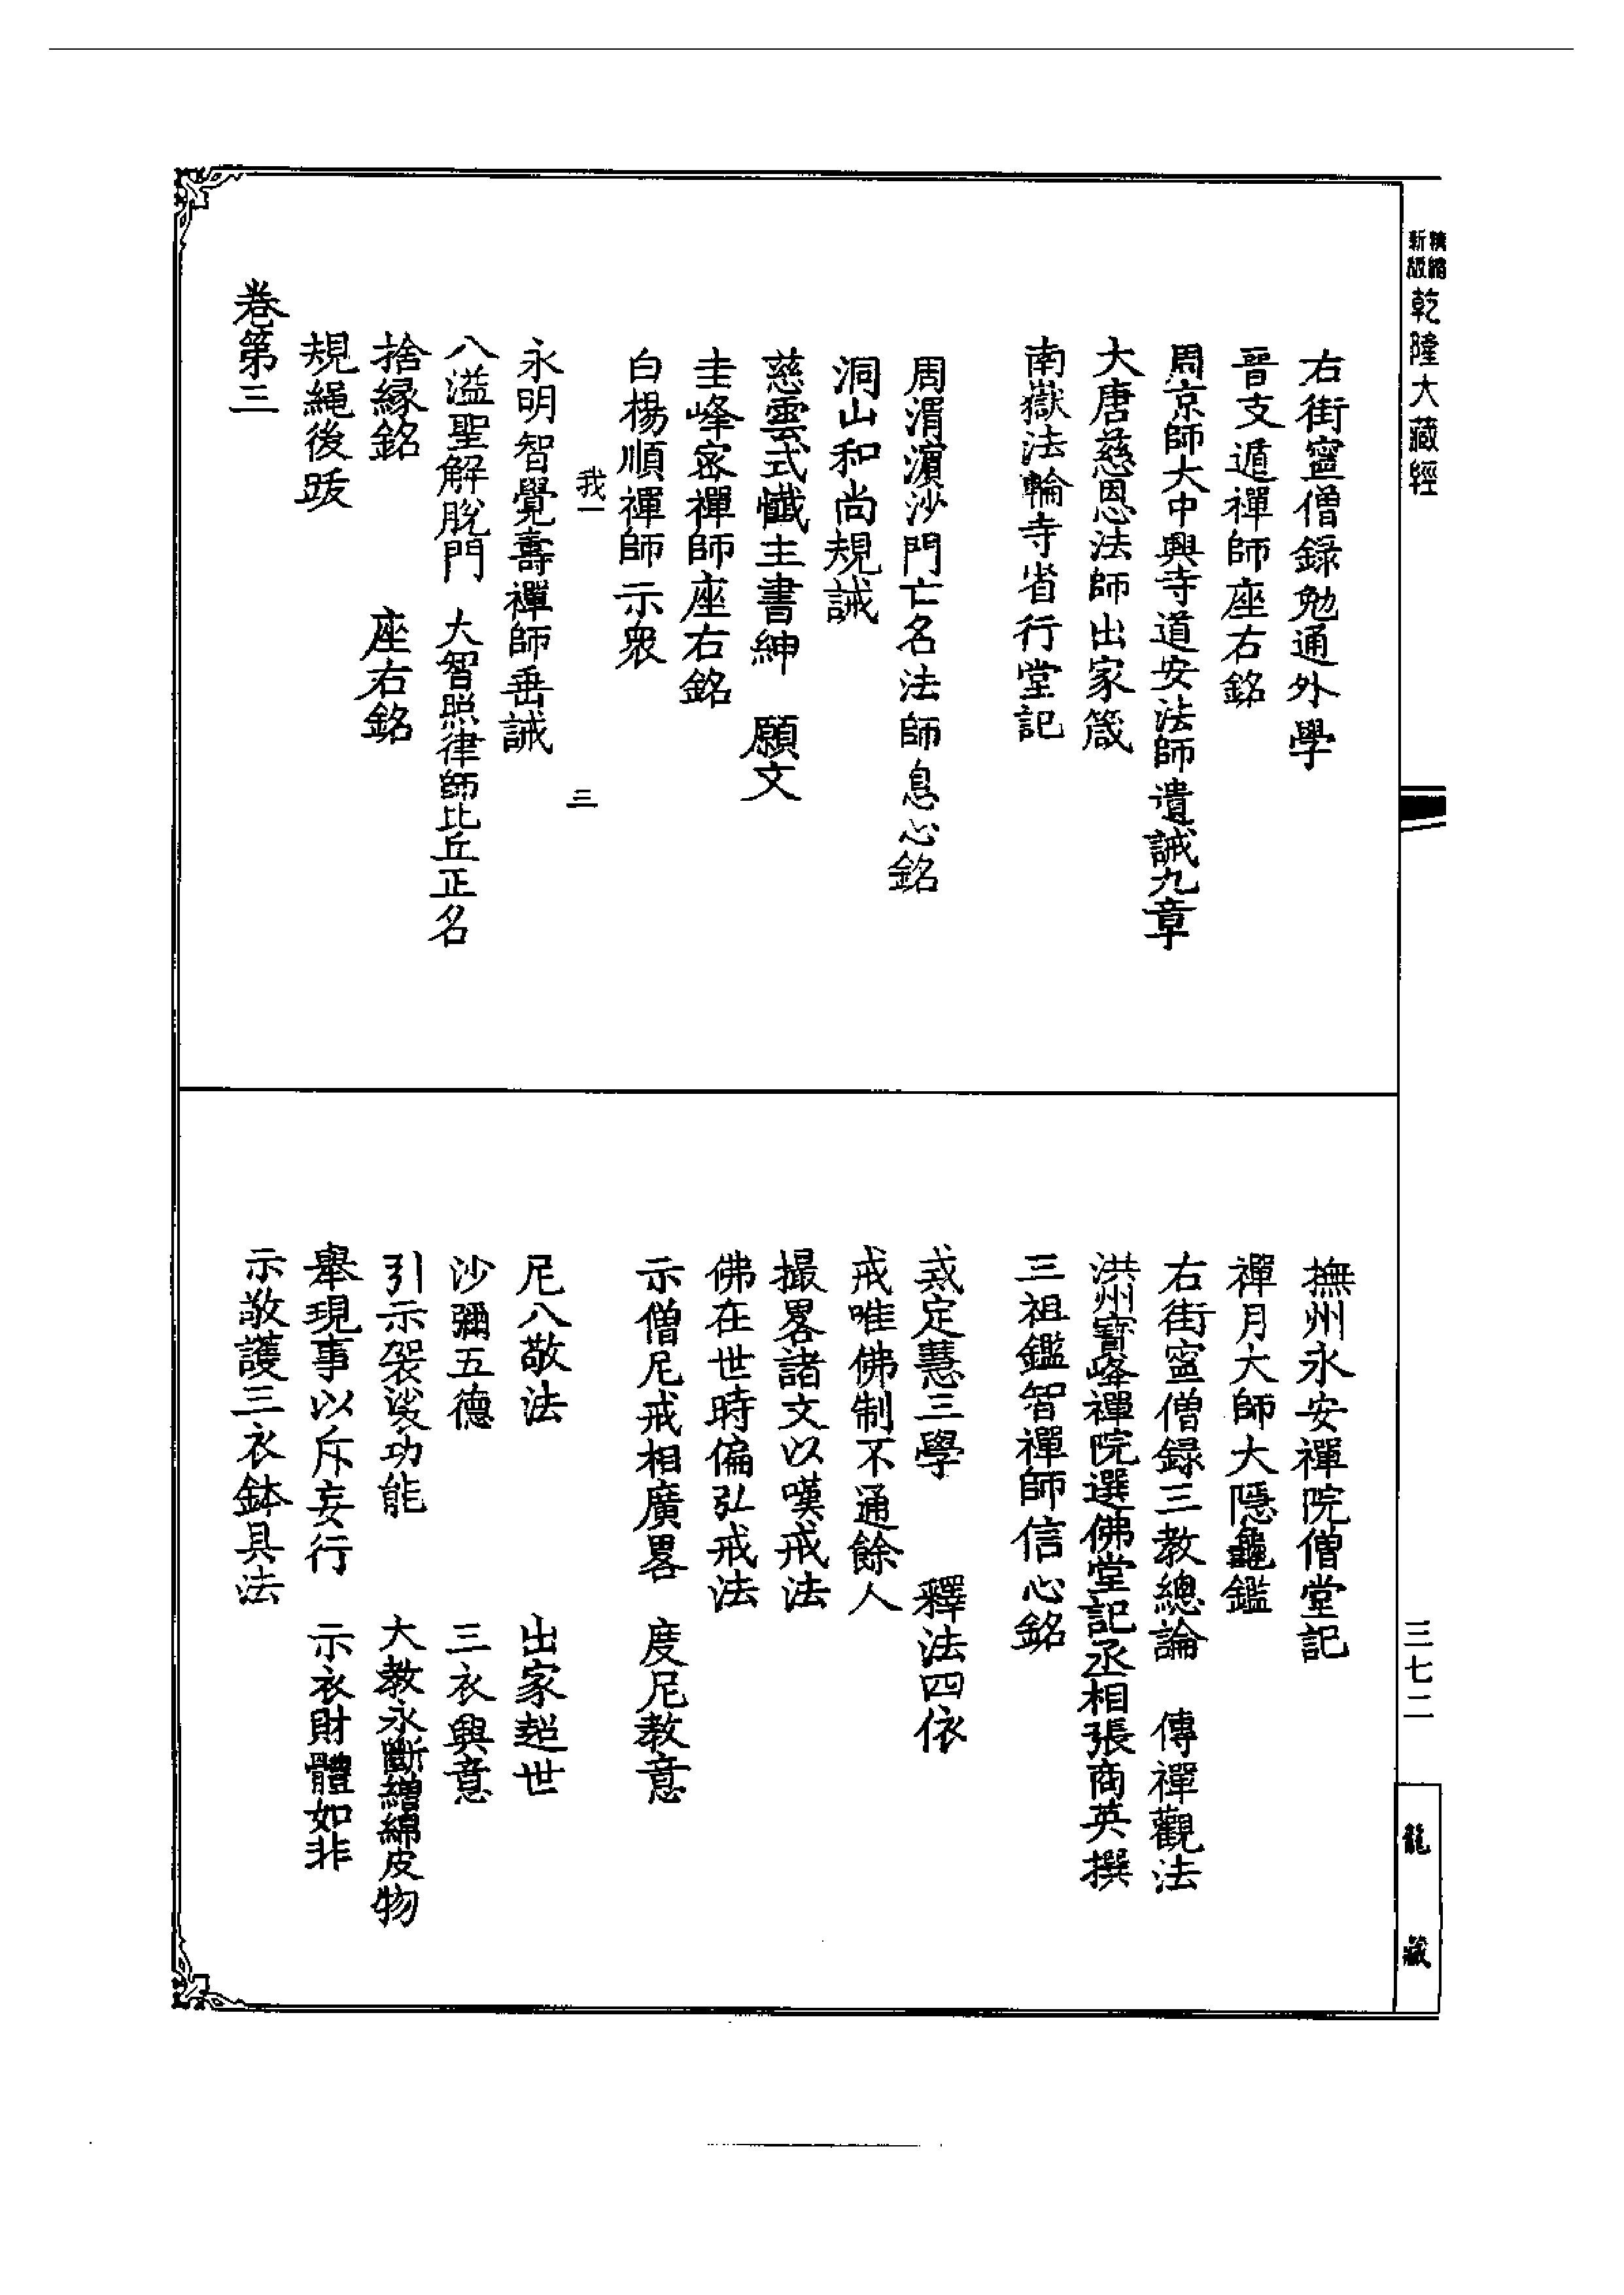 精縮新版乾隆大藏經
右街寧僧録勉通外學
晉支遁禪師座右銘
周京師大中興寺道安法師遺誡九章
大唐慈恩法師出家箴
南嶽法輪寺省行堂記
周渭濵沙門亡名法師息心銘
洞山和尚規誡
慈雲式懺主書紳　願文
圭峰密禪師座右銘
白楊順禪師示衆
我一　三
永明智覺壽禪師垂誡
八溢聖解脫門　大智照律師比丘正名
捨縁銘　座右銘
規繩後跋
卷第三
撫州永安禪院僧堂記
禪月大師大隱龜鑑
右街寧僧録三教總論　傳禪觀法
洪州寶峰禪院選佛堂記丞相張商英撰
三祖鑑智禪師信心銘
戒定慧三學　釋法四依
戒唯佛制不通餘人
撮畧諸文以嘆戒法
佛在世時偏弘戒法
示僧尼戒相廣畧　度尼教意
尼八敬法　出家超世
沙彌五德　三衣興意
引示袈裟功能　大教永斷繒綿皮物
舉現事以斥妄行　示衣財體如非
示敬護三衣鉢具法
三七二
龍藏